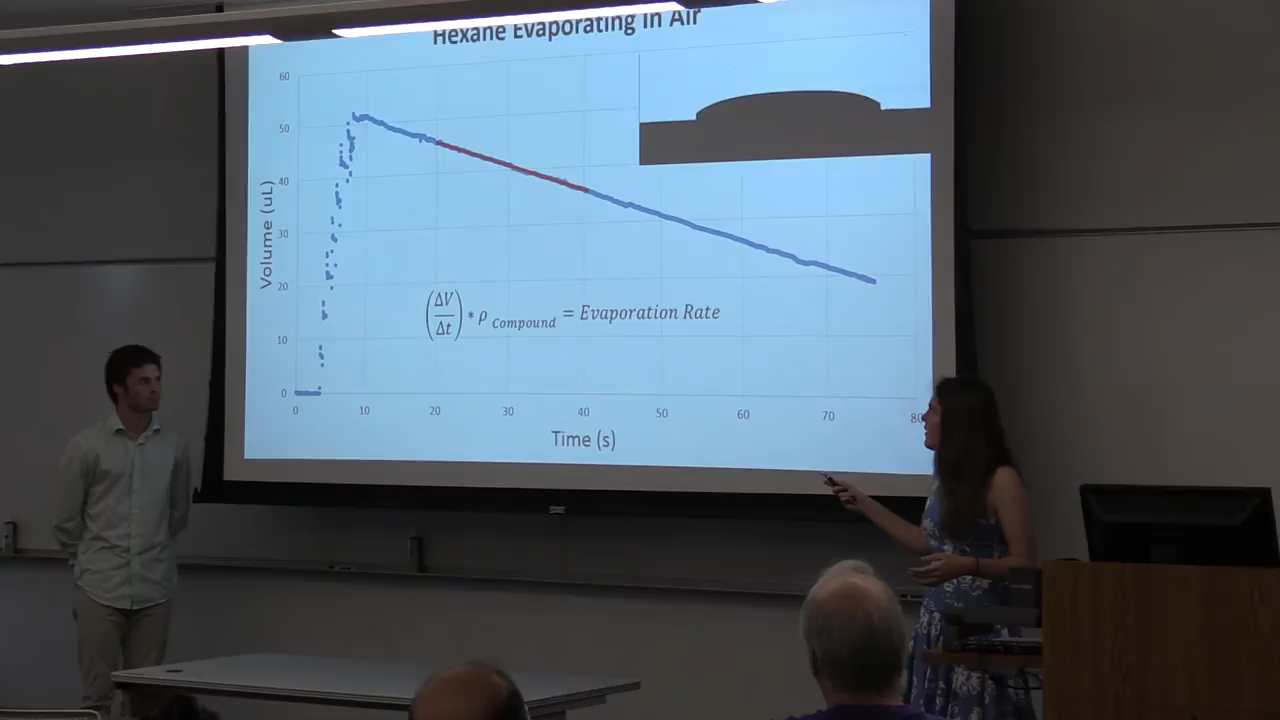 Hexane Evaporating in Air
60
50
40
30
20
10
0
Volume (uL)
(ΔV/Δt) * ρ Compound = Evaporation Rate
0 10 20 30 40 50 60 70 80
Time (s)